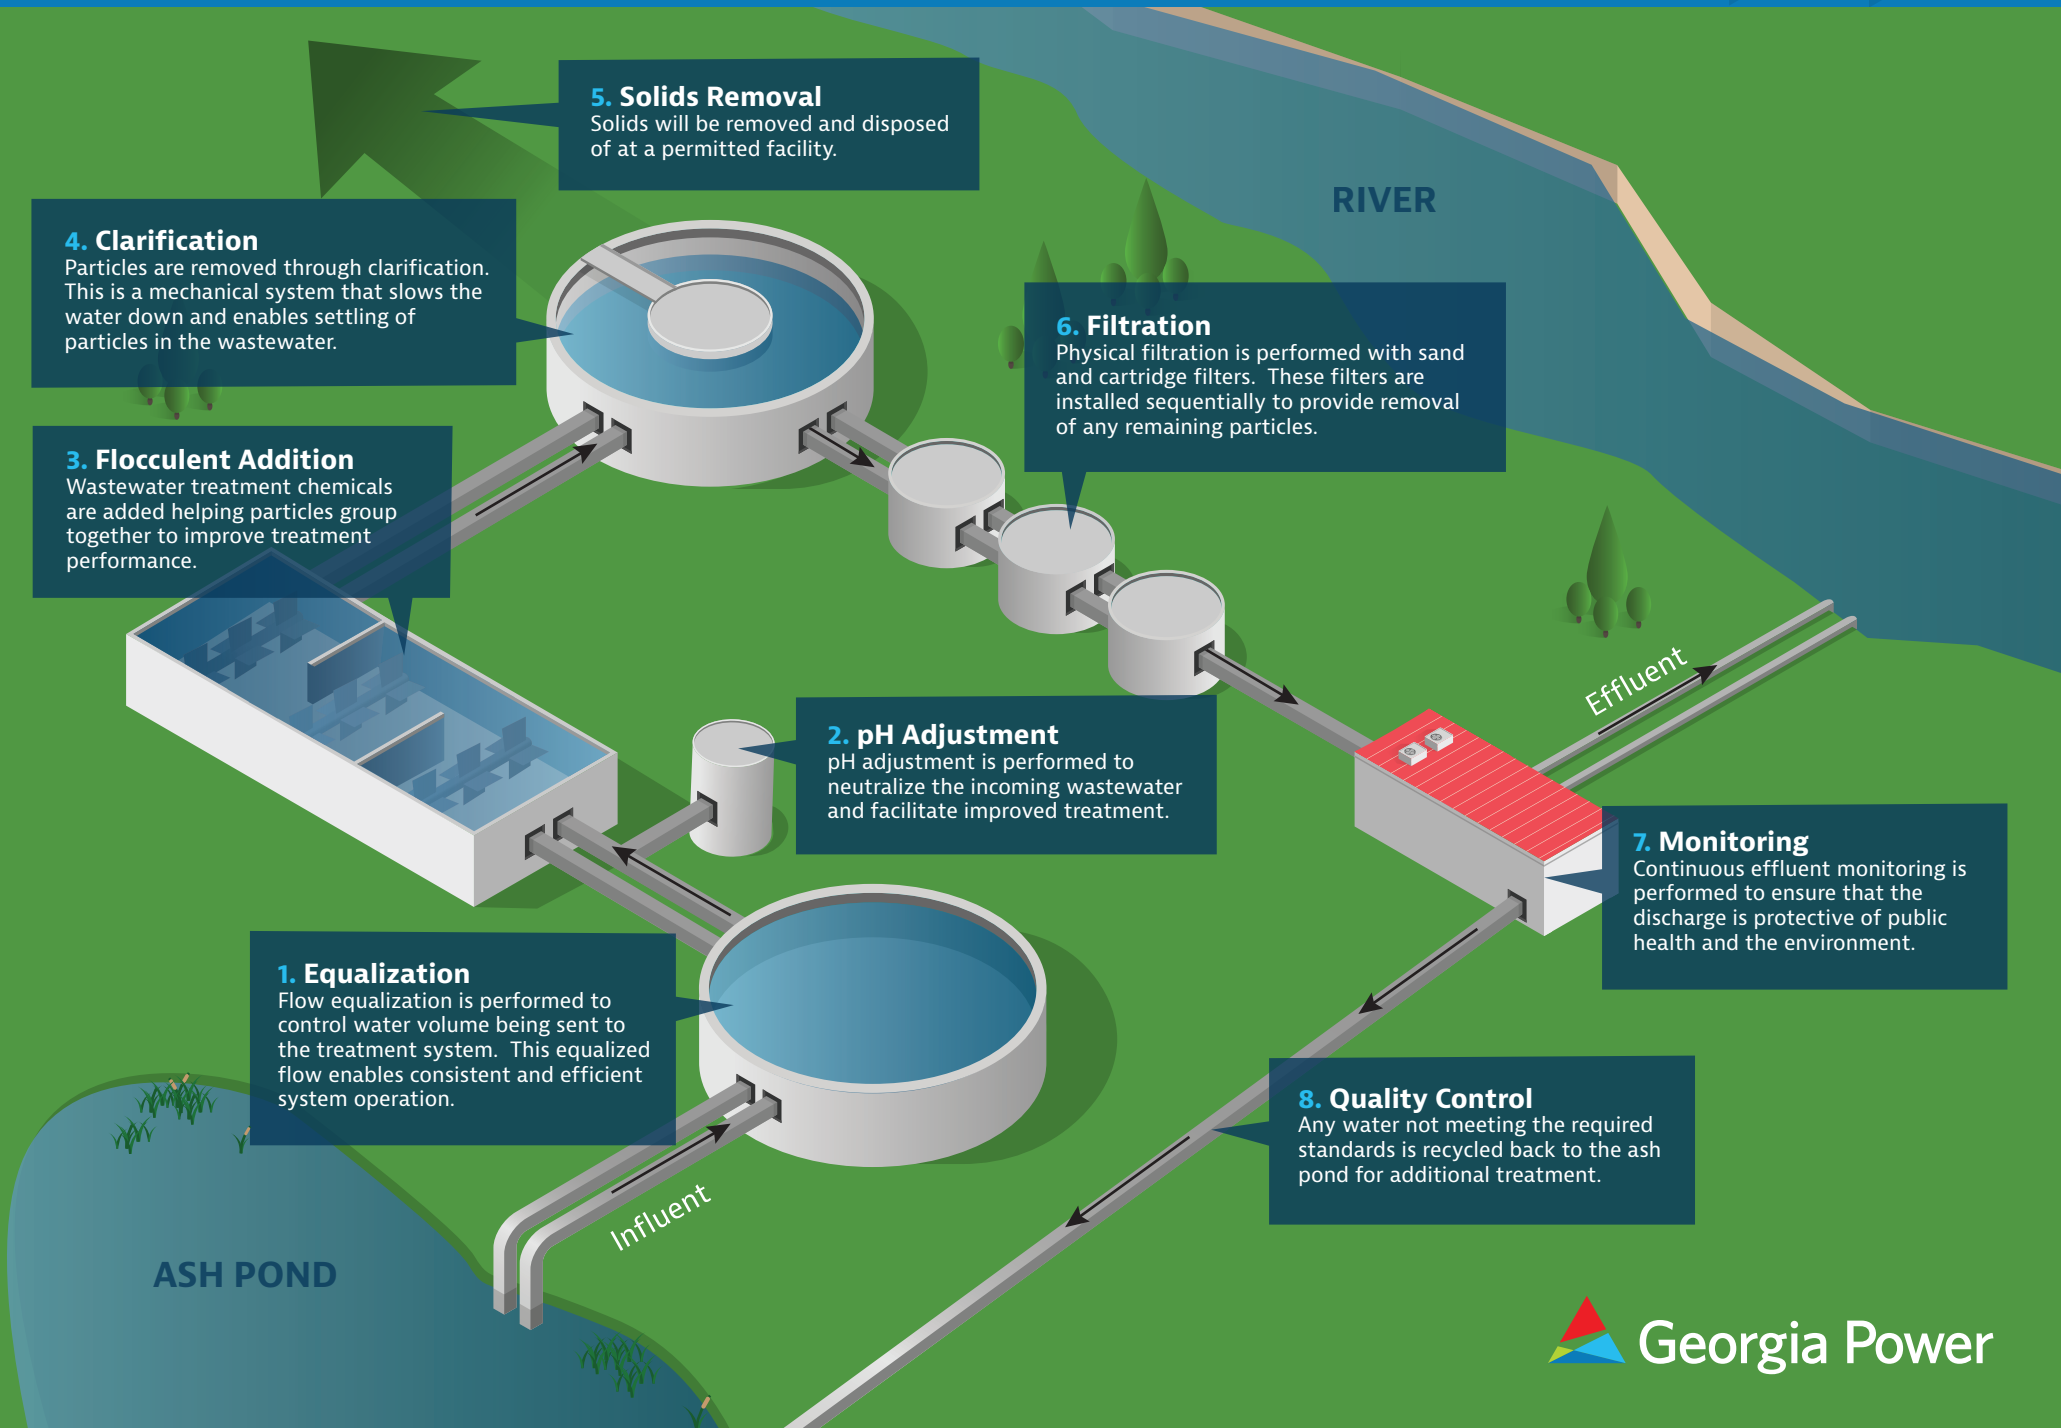 5. Solids Removal
Solids will be removed and disposed
of at a permitted facility.
RIVER
4. Clarification
Particles are removed through clarification.
This is a mechanical system that slows the
water down and enables settling of
particles in the wastewater.
6. Filtration
Physical filtration is performed with sand
and cartridge filters.  These filters are
installed sequentially to provide removal
of any remaining particles.
3. Flocculent Addition
Wastewater treatment chemicals
are added helping particles group
together to improve treatment
performance.
Effluent
2. pH Adjustment
pH adjustment is performed to
neutralize the incoming wastewater
and facilitate improved treatment.
7. Monitoring
Continuous effluent monitoring is
performed to ensure that the
discharge is protective of public
health and the environment.
1. Equalization
Flow equalization is performed to
control water volume being sent to
the treatment system.  This equalized
flow enables consistent and efficient
system operation.
8. Quality Control
Any water not meeting the required
standards is recycled back to the ash
pond for additional treatment.
Influent
ASH POND
Georgia Power